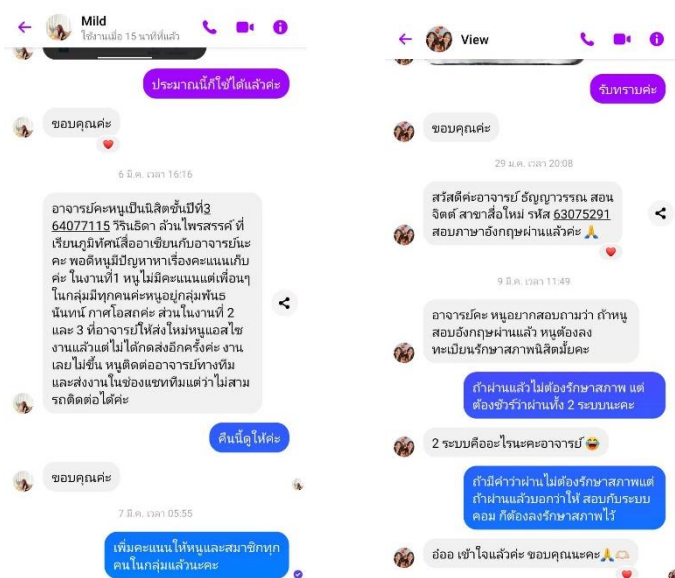 Mild
ใช้งานเมื่อ 15 นาทีที่แล้ว
ประมาณนี้ก็ใช้ได้แล้วค่ะ
ขอบคุณค่ะ
6 มี.ค. เวลา 16:16
อาจารย์คะหนูเป็นนิสิตชั้นปีที่3
64077115 วีรินธิดา ล้วนไพรสรรค์ ที่
เรียนภูมิทัศน์สื่ออาเซียนกับอาจารย์นะ
คะ พอดีหนูมีปัญหาหาเรื่องคะแนนเก็บ
ค่ะ ในงานที่1 หนูไม่มีคะแนนแต่เพื่อนๆ
ในกลุ่มมีทุกคนค่ะหนูอยู่กลุ่มพันธ
นันทน์ กาศโอสถค่ะ ส่วนในงานที่ 2
และ 3 ที่อาจารย์ให้ส่งใหม่หนูแอสไซ
งานแล้วแต่ไม่ได้กดส่งอีกครั้งค่ะ งาน
เลยไม่ขึ้น หนูติดต่ออาจารย์ทางทีม
และส่งงานในช่องแชททีมแต่ว่าไม่สาม
รถติดต่อได้ค่ะ
คืนนี้ดูให้ค่ะ
ขอบคุณค่ะ
7 มี.ค. เวลา 05:55
เพิ่มคะแนนให้หนูและสมาชิกทุก
คนในกลุ่มแล้วนะคะ
View
รับทราบค่ะ
ขอบคุณค่ะ
29 ม.ค. เวลา 20:08
สวัสดีค่ะอาจารย์ ธัญญาวรรณ สอน
จิตต์ สาขาสื่อใหม่ รหัส 63075291
สอบภาษาอังกฤษผ่านแล้วค่ะ 🙏
9 มี.ค. เวลา 11:49
อาจารย์คะ หนูอยากสอบถามว่า ถ้าหนู
สอบอังกฤษผ่านแล้ว หนูต้องลง
ทะเบียนรักษาสภาพนิสิตมั้ยคะ
ถ้าผ่านแล้วไม่ต้องรักษาสภาพ แต่
ต้องชัวร์ว่าผ่านทั้ง 2 ระบบนะคะ
2 ระบบคืออะไรนะคะอาจารย์ 😂
ถ้ามีคำว่าผ่านไม่ต้องรักษาสภาพแต่
ถ้าผ่านแล้วบอกว่าให้ สอบกับระบบ
คอม ก็ต้องลงรักษาสภาพไว้
อ๋ออ เข้าใจแล้วค่ะ ขอบคุณนะคะ🙏🫶🏻